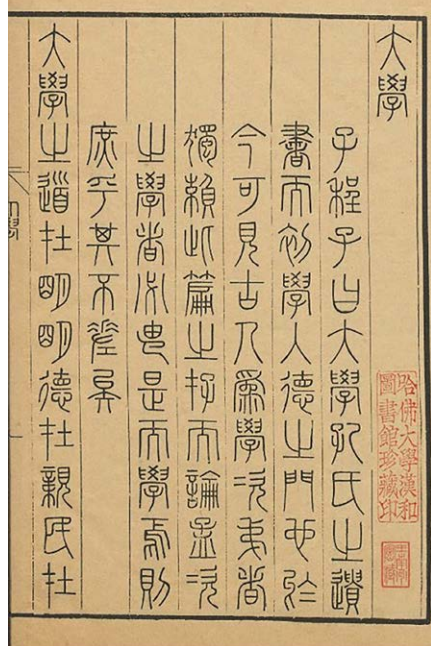 大學
子程子曰大學孔氏之遺
書而初學入德之門也於
今可見古人爲學次弟者
獨賴此篇之存而論孟次
之學者必由是而學焉則
庶乎其不差矣
大學之道在明明德在親民在
哈佛大學漢和
圖書館珍藏印